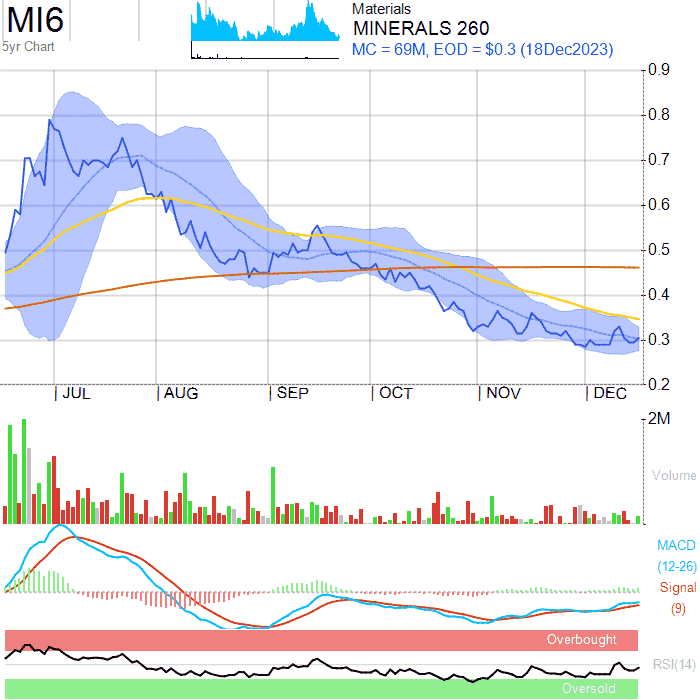 MI6
5yr Chart
Materials
MINERALS 260
MC = 69M, EOD = $0.3 (18Dec2023)
0.9
0.8
0.7
0.6
0.5
0.4
0.3
0.2
JUL AUG SEP OCT NOV DEC
2M
Volume
MACD
(12-26)
Signal
(9)
Overbought
RSI(14)
Oversold